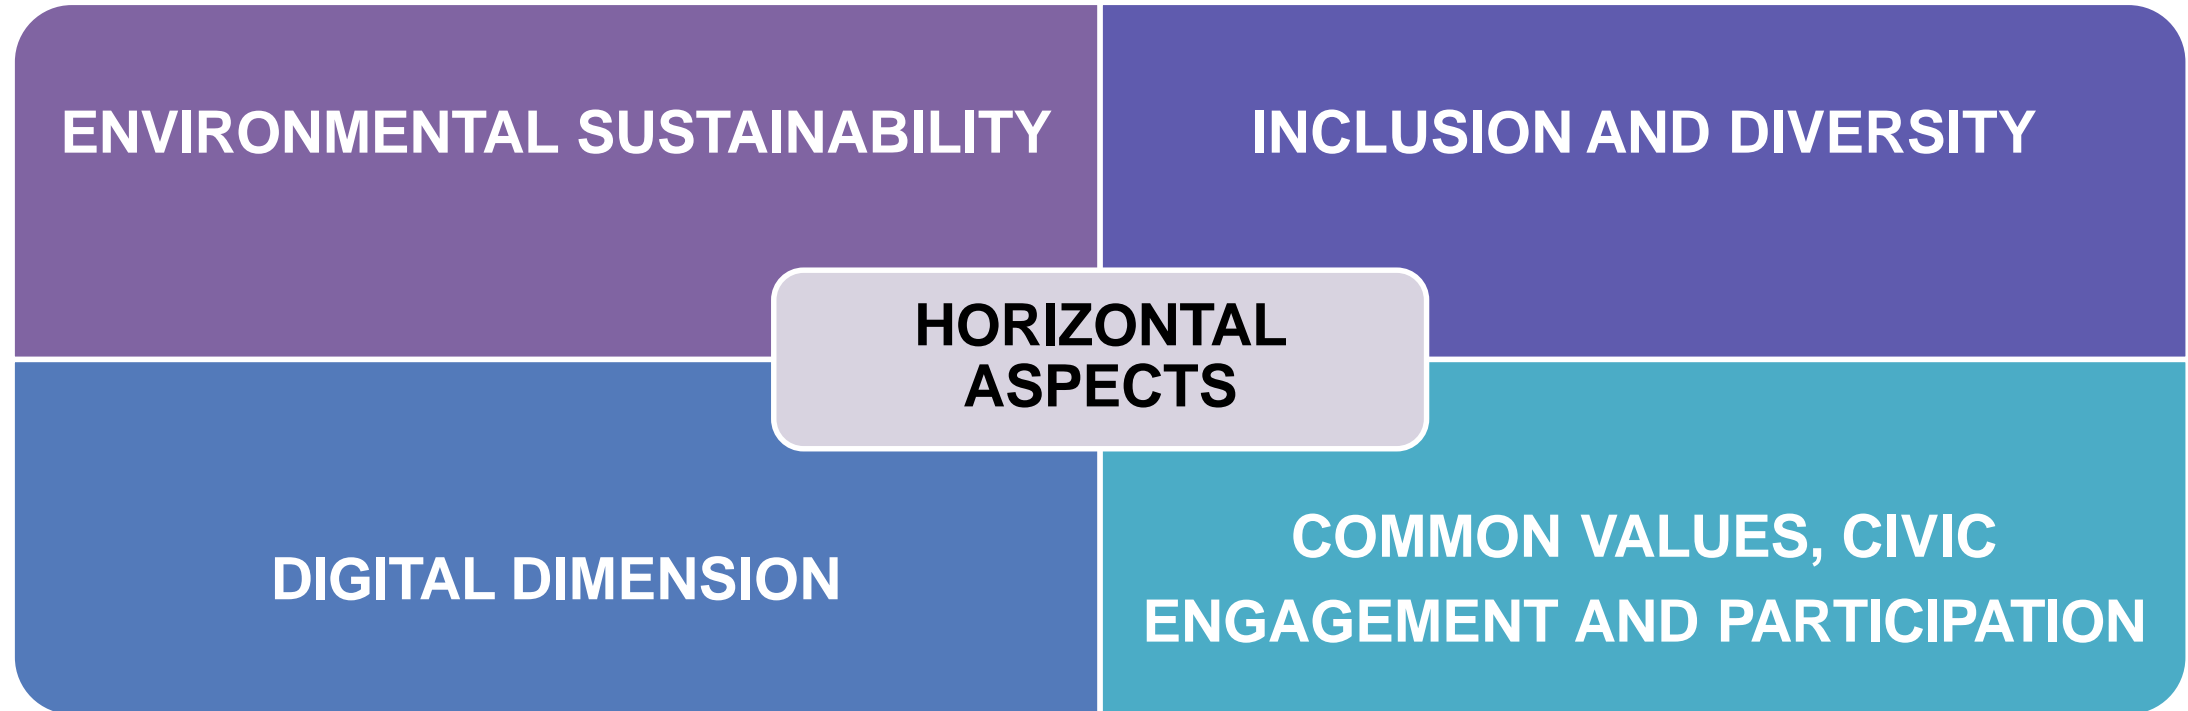 ENVIRONMENTAL SUSTAINABILITY
INCLUSION AND DIVERSITY
HORIZONTAL
ASPECTS
DIGITAL DIMENSION
COMMON VALUES, CIVIC
ENGAGEMENT AND PARTICIPATION